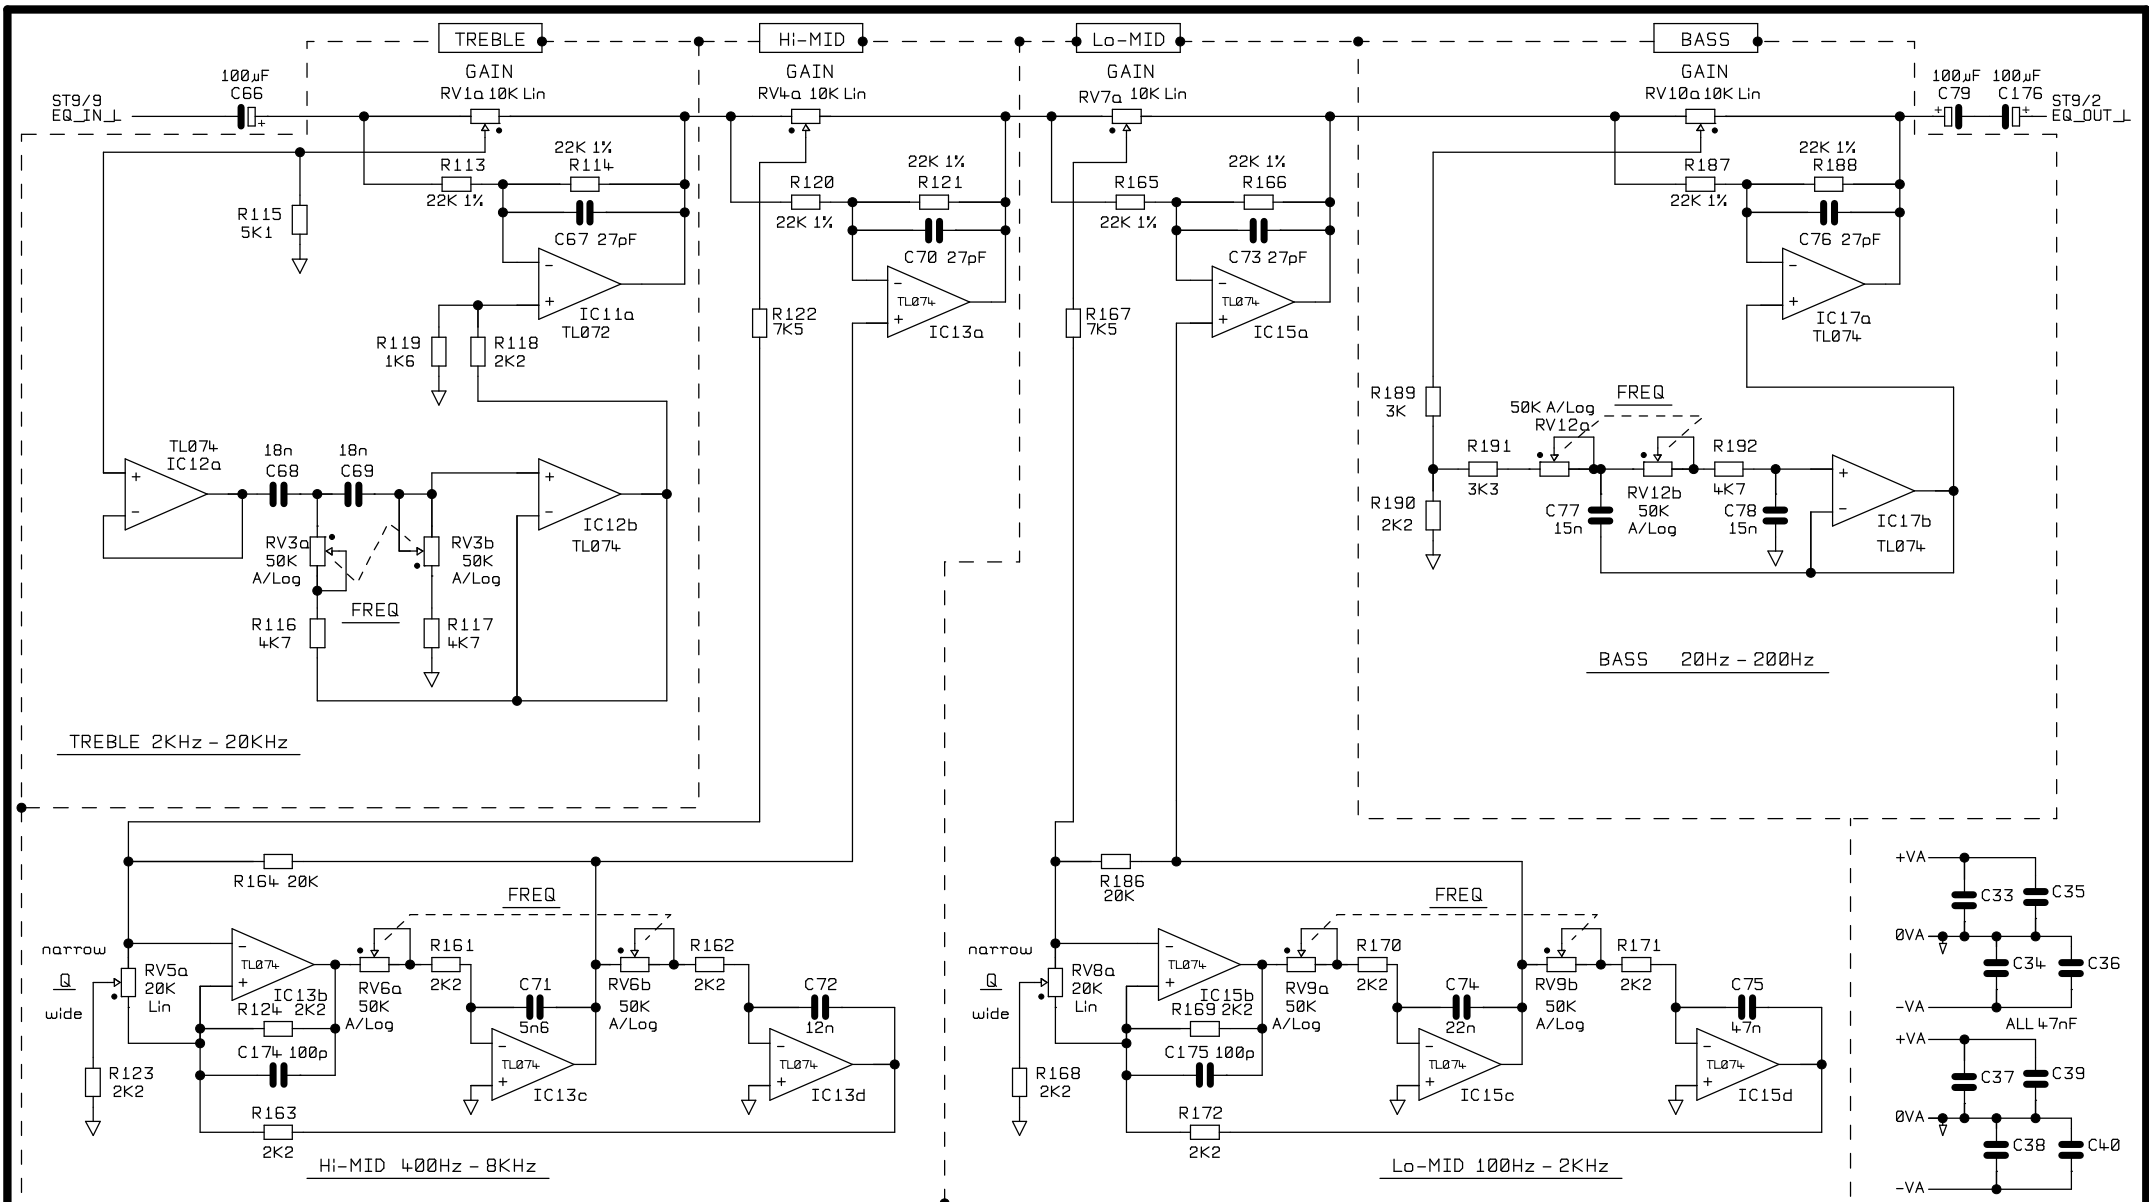 TREBLE
Hi-MID
Lo-MID
BASS
GAIN
GAIN
GAIN
GAIN
100µF
C66
RV1a 10K Lin
RV4a 10K Lin
RV7a 10K Lin
RV10a 10K Lin
100µF 100µF
C79 C176
ST9/9
EQ_IN_L
ST9/2
EQ_OUT_L
+
+
+
22K 1%
R113 R114
22K 1%
C67 27pF
R115
5K1
IC11a
TL072
−
+
R119
1K6
R118
2K2
22K 1%
R120 R121
22K 1%
C70 27pF
TL074
IC13a
−
+
R122
7K5
22K 1%
R165 R166
22K 1%
C73 27pF
TL074
IC15a
−
+
R167
7K5
22K 1%
R187 R188
22K 1%
C76 27pF
IC17a
TL074
−
+
TL074
IC12a
+
−
18n
C68
18n
C69
RV3a
50K
A/Log
RV3b
50K
A/Log
FREQ
R116
4K7
R117
4K7
+
−
IC12b
TL074
TREBLE 2KHz – 20KHz
R189
3K
50K A/Log
RV12a
FREQ
R191
3K3
R190
2K2
C77
15n
RV12b
50K
A/Log
R192
4K7
C78
15n
+
−
IC17b
TL074
BASS 20Hz – 200Hz
R164 20K
FREQ
narrow
Q
wide
RV5a
20K
Lin
−
+
TL074
IC13b
R124 2K2
C174 100p
R123
2K2
R163
2K2
RV6a
50K
A/Log
R161
2K2
C71
5n6
−
+
TL074
IC13c
RV6b
50K
A/Log
R162
2K2
C72
12n
−
+
TL074
IC13d
Hi-MID 400Hz – 8KHz
R186
20K
FREQ
narrow
Q
wide
RV8a
20K
Lin
−
+
TL074
IC15b
R169 2K2
C175 100p
R168
2K2
R172
2K2
RV9a
50K
A/Log
R170
2K2
C74
22n
−
+
TL074
IC15c
RV9b
50K
A/Log
R171
2K2
C75
47n
−
+
TL074
IC15d
Lo-MID 100Hz – 2KHz
+VA
C33 C35
0VA
C34 C36
−VA
ALL 47nF
+VA
C37 C39
0VA
C38 C40
−VA